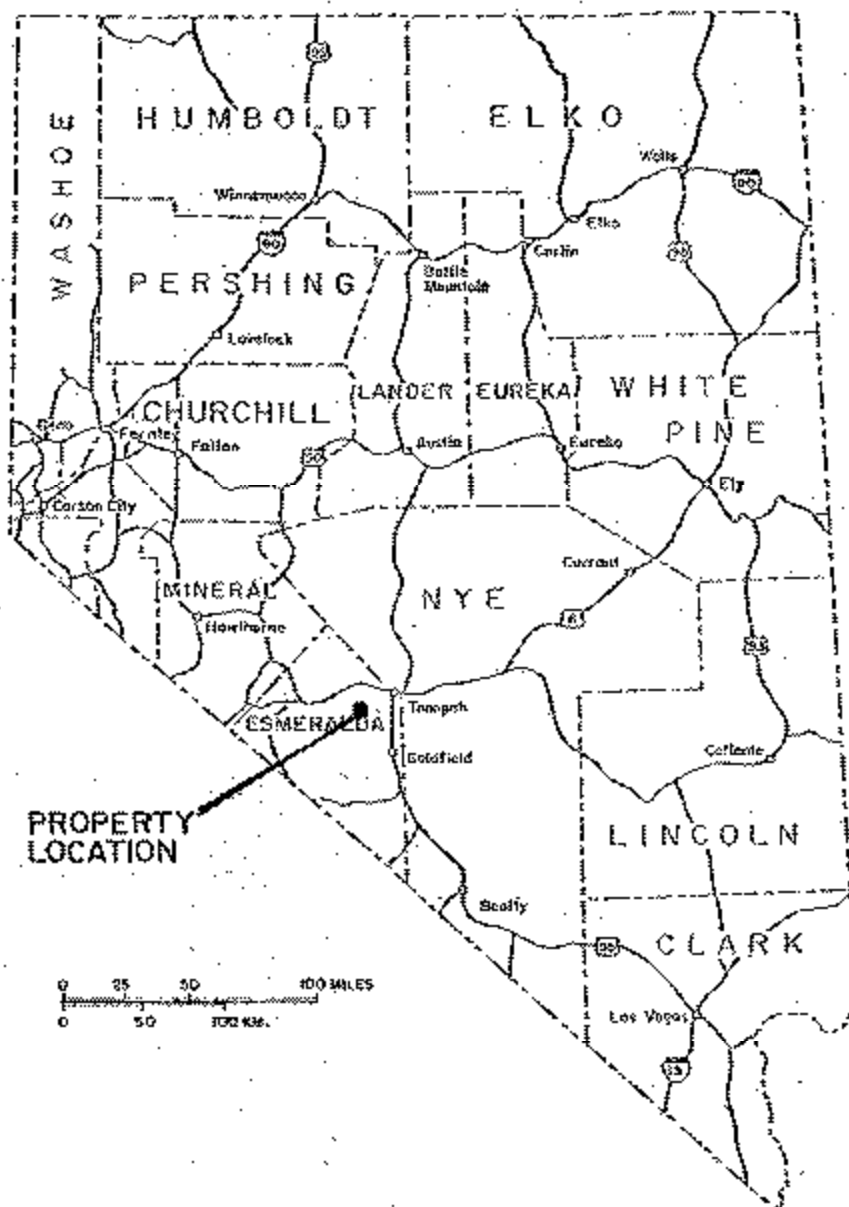 HUMBOLDT
ELKO
WASHOE
Wells
Winnemucca
80
Elko
Carlin
Battle
Mountain
PERSHING
Lovelock
LANDER
EUREKA
WHITE
PINE
CHURCHILL
Reno
Fernley
Fallon
50
Austin
Eureka
Ely
Carson City
Currant
MINERAL
Hawthorne
NYE
6
93
Tonopah
ESMERALDA
Goldfield
Caliente
PROPERTY
LOCATION
LINCOLN
Beatty
95
CLARK
0 25 50 100 MILES
0 50 100 KM.
Las Vegas
15